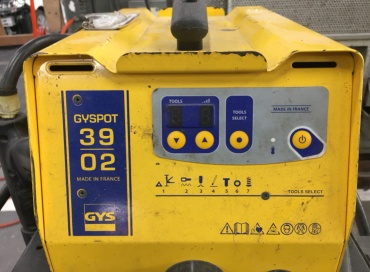 GYSPOT
39
02
MADE IN FRANCE
GYS
TOOLS
TOOLS
SELECT
MADE IN FRANCE
1 2 3 4 5 6 7
TOOLS SELECT